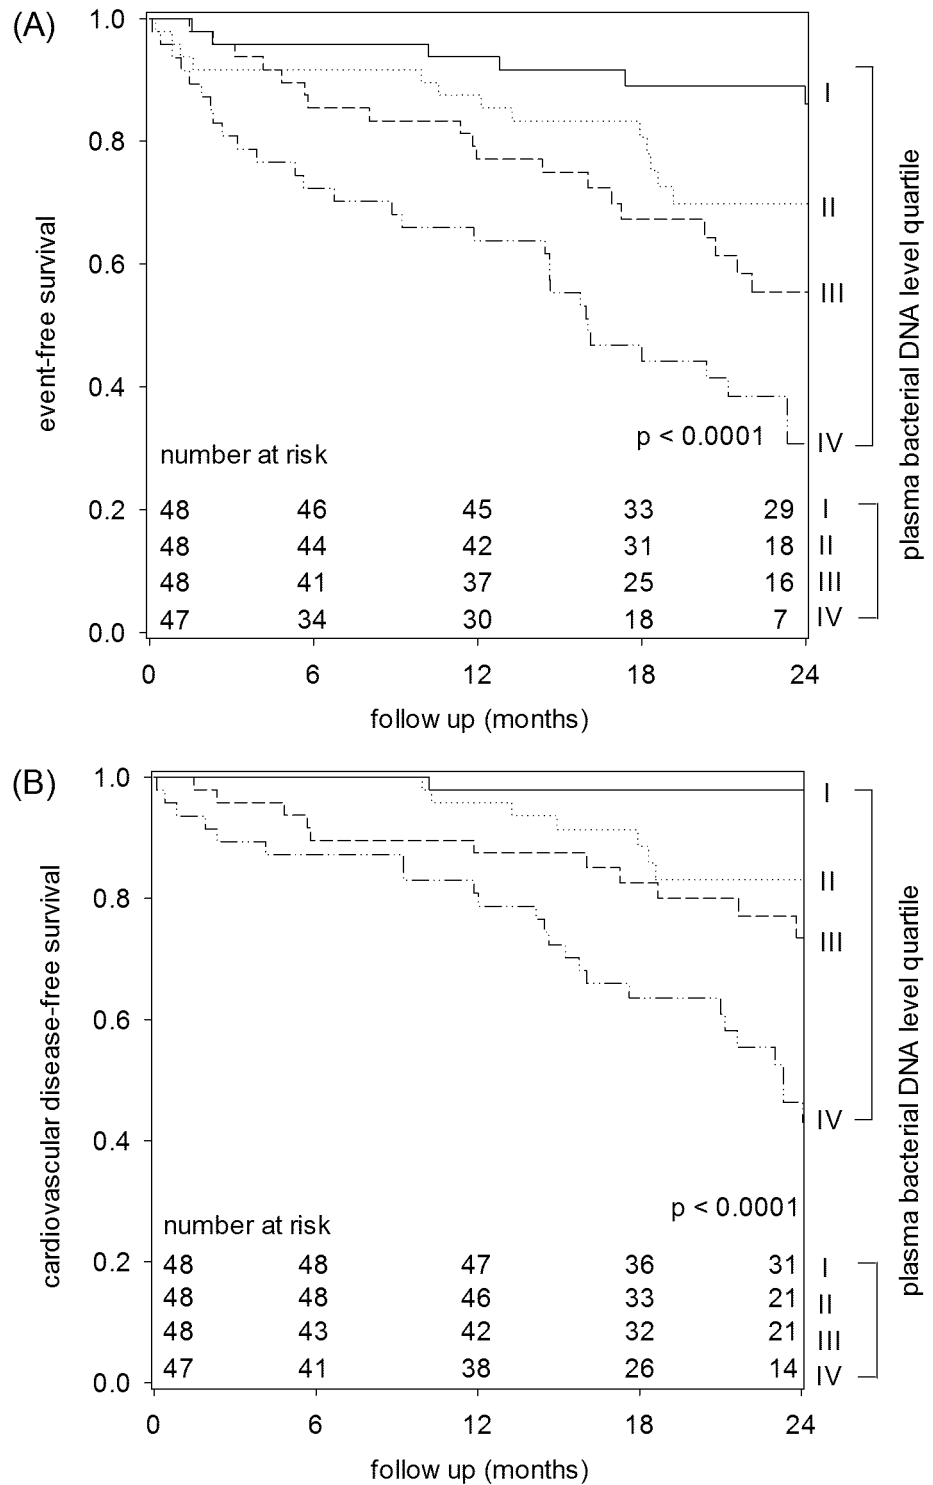 (A)
1.0
0.8
0.6
0.4
0.2
0.0
event-free survival
I
II
III
IV
plasma bacterial DNA level quartile
p < 0.0001
number at risk
48 46 45 33 29 I
48 44 42 31 18 II
48 41 37 25 16 III
47 34 30 18 7 IV
0 6 12 18 24
follow up (months)
(B)
1.0
0.8
0.6
0.4
0.2
0.0
cardiovascular disease-free survival
I
II
III
IV
plasma bacterial DNA level quartile
p < 0.0001
number at risk
48 48 47 36 31 I
48 48 46 33 21 II
48 43 42 32 21 III
47 41 38 26 14 IV
0 6 12 18 24
follow up (months)